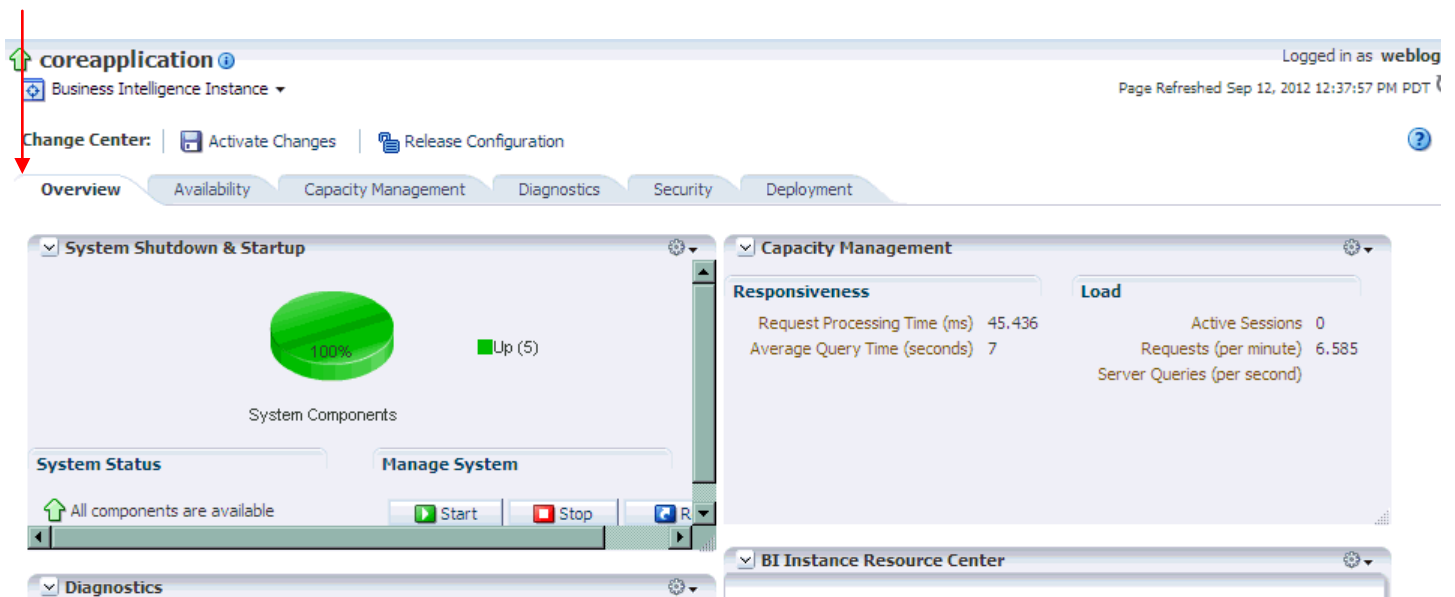 coreapplication
Logged in as weblog
Business Intelligence Instance
Page Refreshed Sep 12, 2012 12:37:57 PM PDT
Change Center: Activate Changes Release Configuration
Overview Availability Capacity Management Diagnostics Security Deployment
System Shutdown & Startup
100%
Up (5)
System Components
System Status
Manage System
All components are available
Start Stop R
Capacity Management
Responsiveness
Request Processing Time (ms) 45.436
Average Query Time (seconds) 7
Load
Active Sessions 0
Requests (per minute) 6.585
Server Queries (per second)
Diagnostics
BI Instance Resource Center